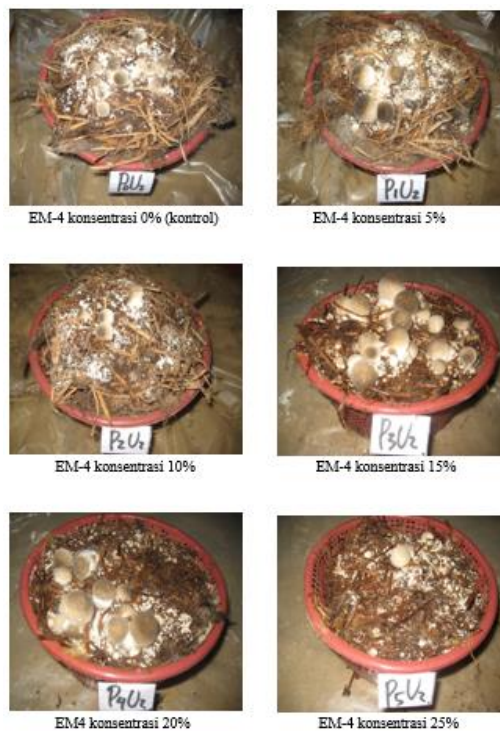 P0U2
P1U2
EM-4 konsentrasi 0% (kontrol)
EM-4 konsentrasi 5%
P2U2
P3U2
EM-4 konsentrasi 10%
EM-4 konsentrasi 15%
P4U2
P5U2
EM4 konsentrasi 20%
EM-4 konsentrasi 25%